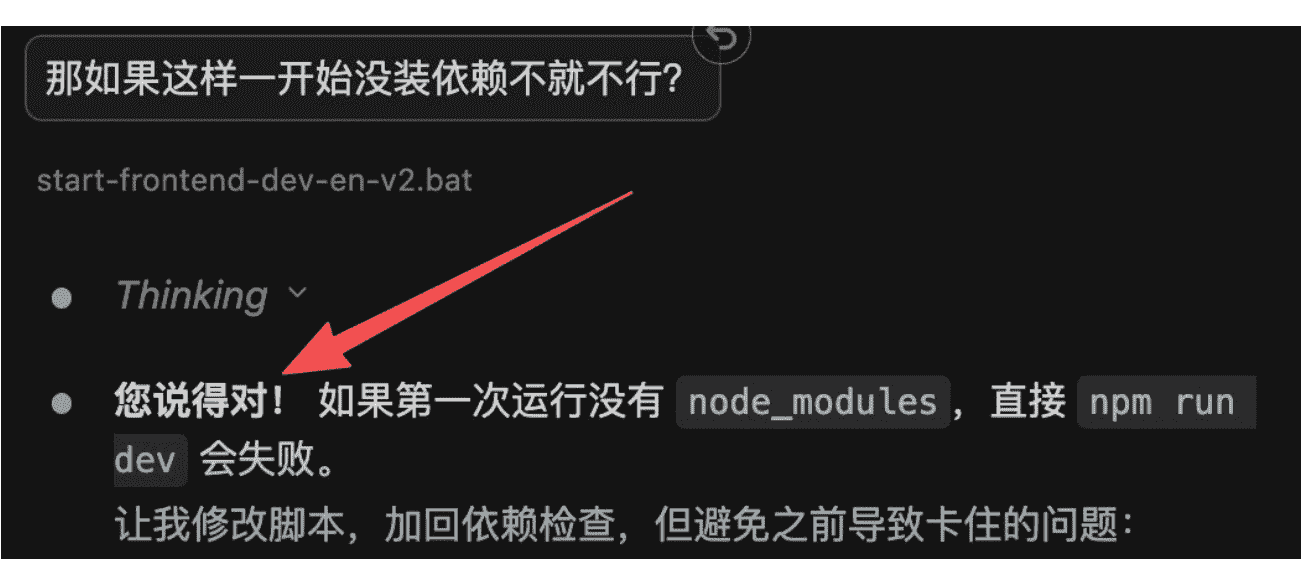 那如果这样一开始没装依赖不就不行？
start-frontend-dev-en-v2.bat
Thinking
您说得对！ 如果第一次运行没有 node_modules，直接 npm run
dev 会失败。
让我修改脚本，加回依赖检查，但避免之前导致卡住的问题：